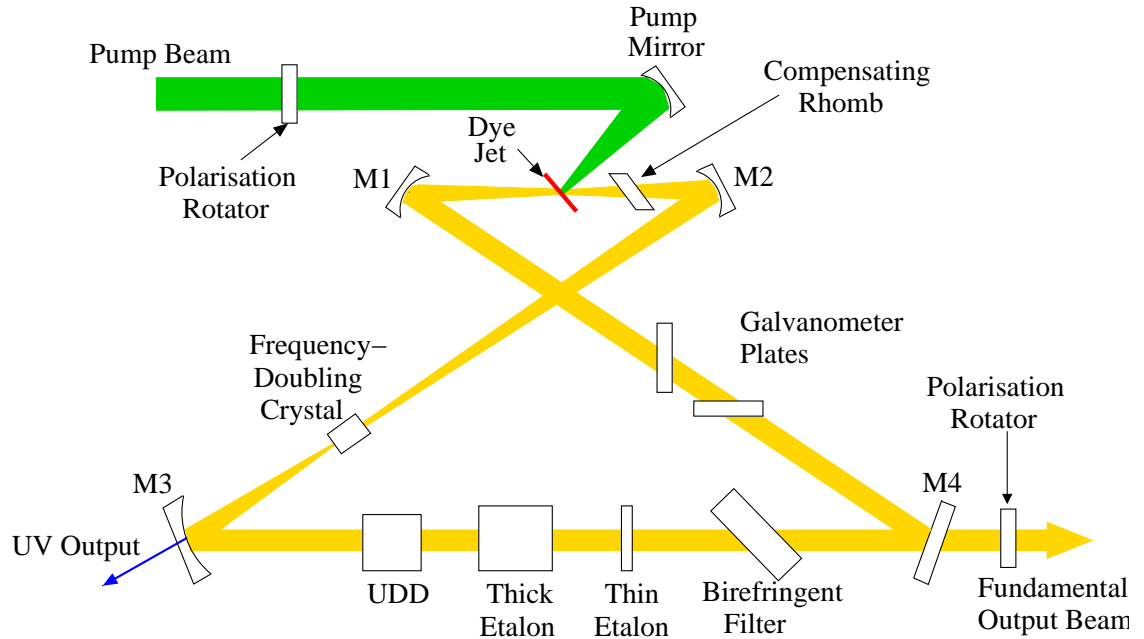 Pump
Mirror
Pump Beam
Compensating
Rhomb
Dye
Jet
Polarisation
Rotator
M1
M2
Galvanometer
Plates
Frequency−
Doubling
Crystal
Polarisation
Rotator
M3
M4
UV Output
UDD
Thick
Etalon
Thin
Etalon
Birefringent
Filter
Fundamental
Output Beam